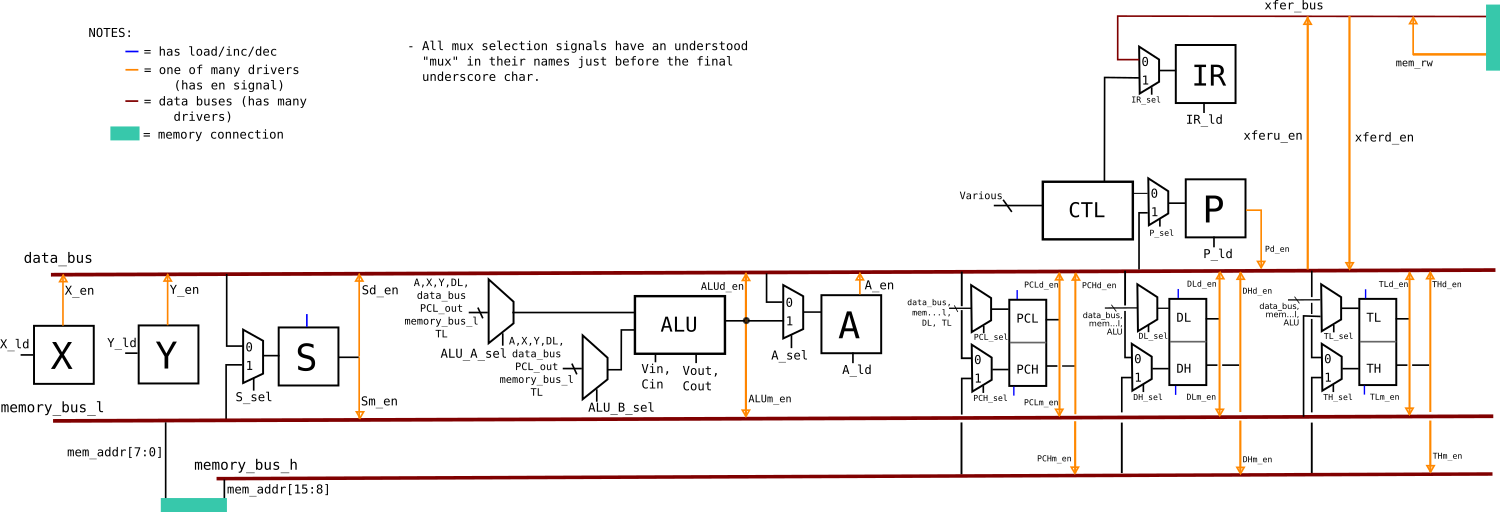 xfer_bus
NOTES:
= has load/inc/dec
= one of many drivers
(has en signal)
= data buses (has many
drivers)
= memory connection
- All mux selection signals have an understood
"mux" in their names just before the final
underscore char.
0
1
IR
IR_sel
IR_ld
mem_rw
xferu_en
xferd_en
Various
CTL
0
1
P
P_sel
P_ld
Pd_en
data_bus
X_en
Y_en
Sd_en
X_ld
X
Y_ld
Y
0
1
S
S_sel
Sm_en
A,X,Y,DL,
data_bus
PCL_out
memory_bus_l
TL
ALU_A_sel
A,X,Y,DL,
data_bus
PCL_out
memory_bus_l
TL
ALU_B_sel
ALU
Vin,
Cin
Vout,
Cout
ALUd_en
ALUm_en
0
1
A_sel
A
A_en
A_ld
data_bus,
mem...l,
DL, TL
PCL_sel
0
1
PCH_sel
PCL
PCH
PCLd_en
PCLm_en
PCHd_en
PCHm_en
data_bus,
mem...l,
ALU
DL_sel
0
1
DH_sel
DL
DH
DLd_en
DLm_en
DHd_en
DHm_en
data_bus,
mem...l,
ALU
TL_sel
0
1
TH_sel
TL
TH
TLd_en
TLm_en
THd_en
THm_en
memory_bus_l
mem_addr[7:0]
memory_bus_h
mem_addr[15:8]